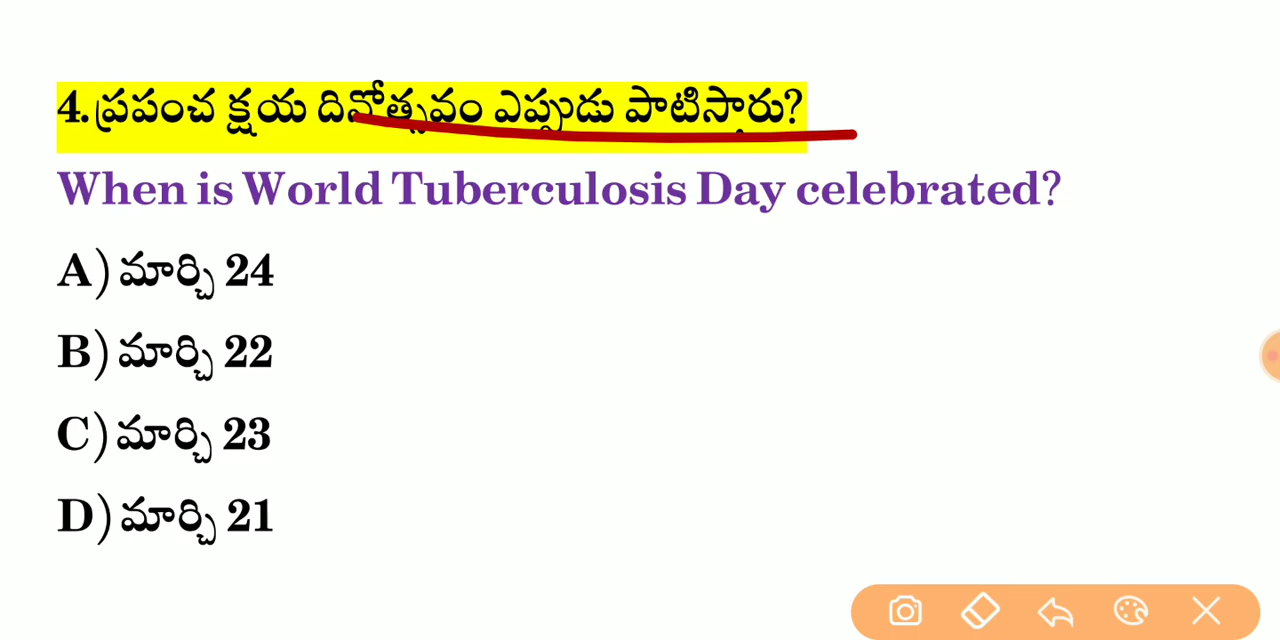 4. ప్రపంచ క్షయ దినోత్సవం ఎప్పుడు పాటిస్తారు?
When is World Tuberculosis Day celebrated?
A) మార్చి 24
B) మార్చి 22
C) మార్చి 23
D) మార్చి 21